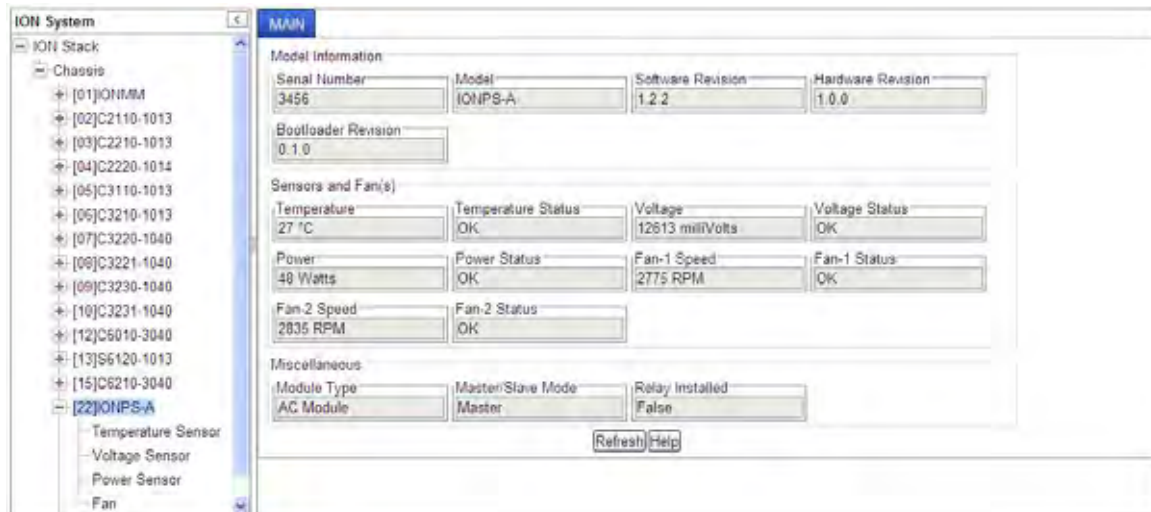 ION System
<
ION Stack
Chassis
[01]IONMM
[02]C2110-1013
[03]C2210-1013
[04]C2220-1014
[05]C3110-1013
[06]C3210-1013
[07]C3220-1040
[08]C3221-1040
[09]C3230-1040
[10]C3231-1040
[12]C6010-3040
[13]S6120-1013
[15]C6210-3040
[22]IONPS-A
Temperature Sensor
Voltage Sensor
Power Sensor
Fan
MAIN
Model Information
Serial Number Model Software Revision Hardware Revision
3456 IONPS-A 1.2.2 1.0.0
Bootloader Revision
0.1.0
Sensors and Fan(s)
Temperature Temperature Status Voltage Voltage Status
27 °C OK 12613 milliVolts OK
Power Power Status Fan-1 Speed Fan-1 Status
48 Watts OK 2775 RPM OK
Fan-2 Speed Fan-2 Status
2835 RPM OK
Miscellaneous
Module Type Master/Slave Mode Relay Installed
AC Module Master False
Refresh Help